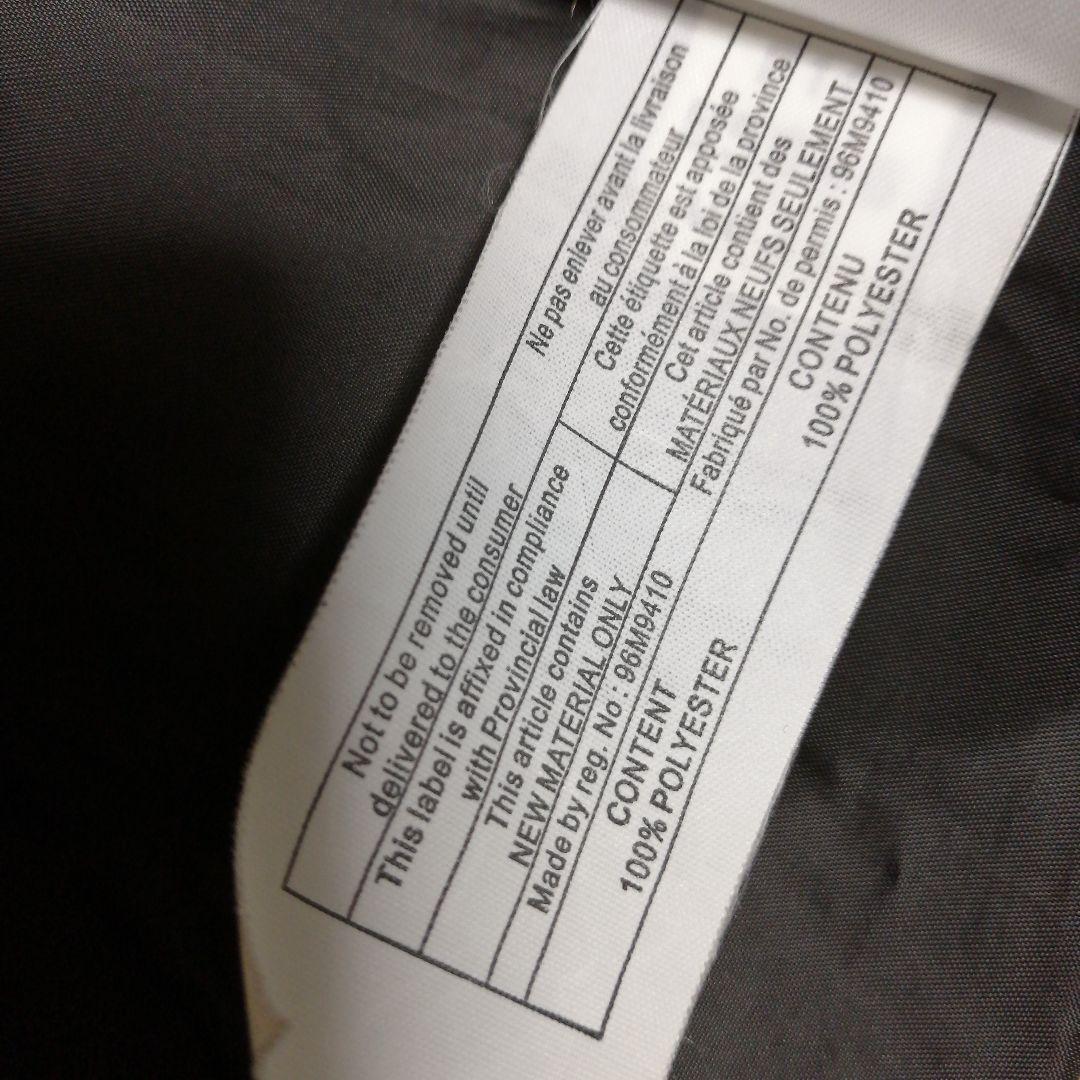 Not to be removed until
delivered to the consumer
This label is affixed in compliance
with Provincial law
This article contains
NEW MATERIAL ONLY
Made by reg. No : 96M9410
CONTENT
100% POLYESTER
Ne pas enlever avant la livraison
au consommateur
Cette étiquette est apposée
conformément à la loi de la province
Cet article contient des
MATÉRIAUX NEUFS SEULEMENT
Fabriqué par No. de permis : 96M9410
CONTENU
100% POLYESTER